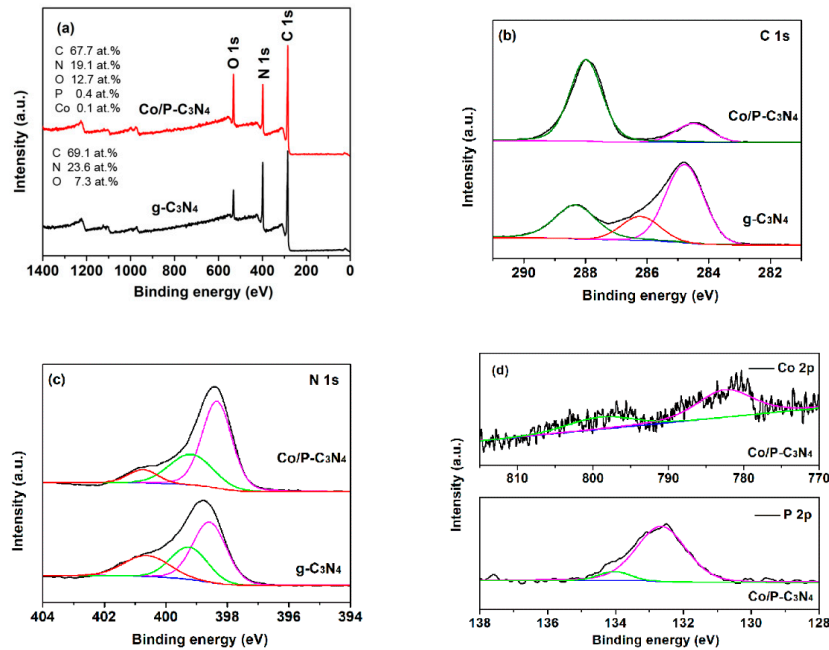 (a)
C 67.7 at.%
N 19.1 at.%
O 12.7 at.%
P 0.4 at.%
Co 0.1 at.%
Co/P-C₃N₄
C 69.1 at.%
N 23.6 at.%
O 7.3 at.%
g-C₃N₄
O 1s
N 1s
C 1s
Intensity (a.u.)
1400 1200 1000 800 600 400 200 0
Binding energy (eV)
(b)
C 1s
Co/P-C₃N₄
g-C₃N₄
Intensity (a.u.)
290 288 286 284 282
Binding energy (eV)
(c)
N 1s
Co/P-C₃N₄
g-C₃N₄
Intensity (a.u.)
404 402 400 398 396 394
Binding energy (eV)
(d)
Co 2p
Co/P-C₃N₄
810 800 790 780 770
Intensity (a.u.)
P 2p
Co/P-C₃N₄
138 136 134 132 130 128
Binding energy (eV)